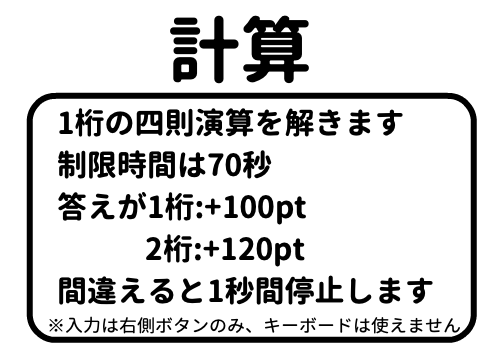 計算
1桁の四則演算を解きます
制限時間は70秒
答えが1桁:+100pt
2桁:+120pt
間違えると1秒間停止します
※入力は右側ボタンのみ、キーボードは使えません